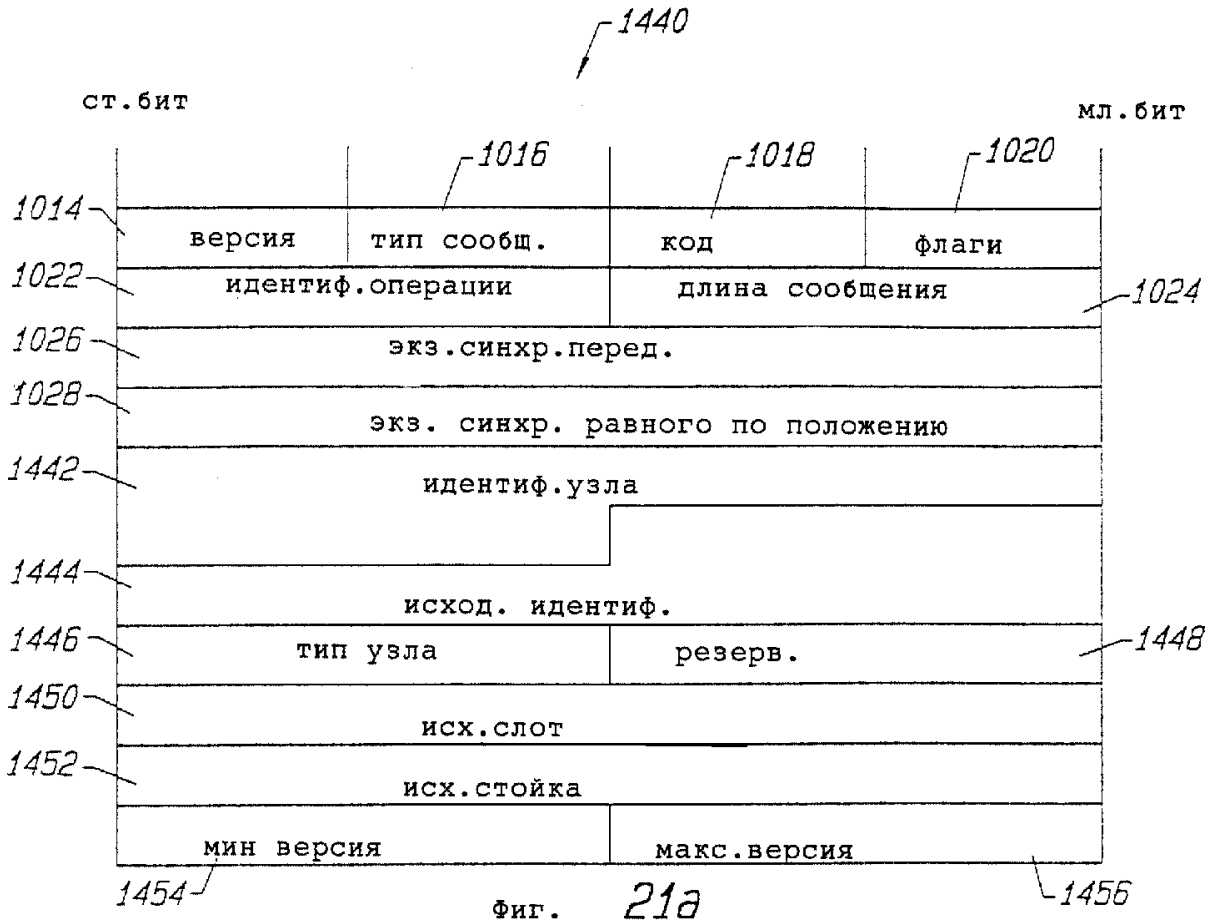 1440
ст.бит
мл.бит
1016
1018
1020
1014
версия тип сообщ. код флаги
1022 идентиф.операции длина сообщения 1024
1026 экз.синхр.перед.
1028 экз. синхр. равного по положению
1442 идентиф.узла
1444 исход. идентиф.
1446 тип узла резерв. 1448
1450 исх.слот
1452 исх.стойка
мин версия макс.версия
1454 1456
Фиг. 21a